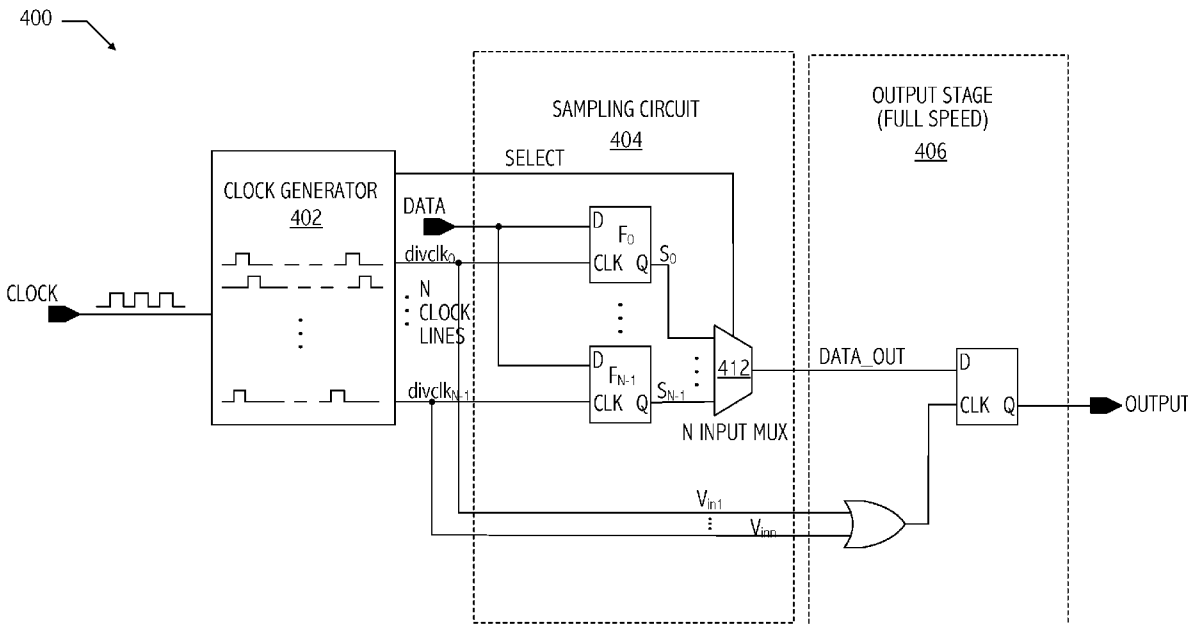 400
SAMPLING CIRCUIT
404
OUTPUT STAGE
(FULL SPEED)
406
SELECT
CLOCK GENERATOR
402
DATA
D
F₀
CLK Q
S₀
divclk₀
CLOCK
N
CLOCK
LINES
D
Fₙ₋₁
CLK Q
Sₙ₋₁
divclkₙ₋₁
412
N INPUT MUX
DATA_OUT
D
CLK Q
OUTPUT
Vin1
Vinn